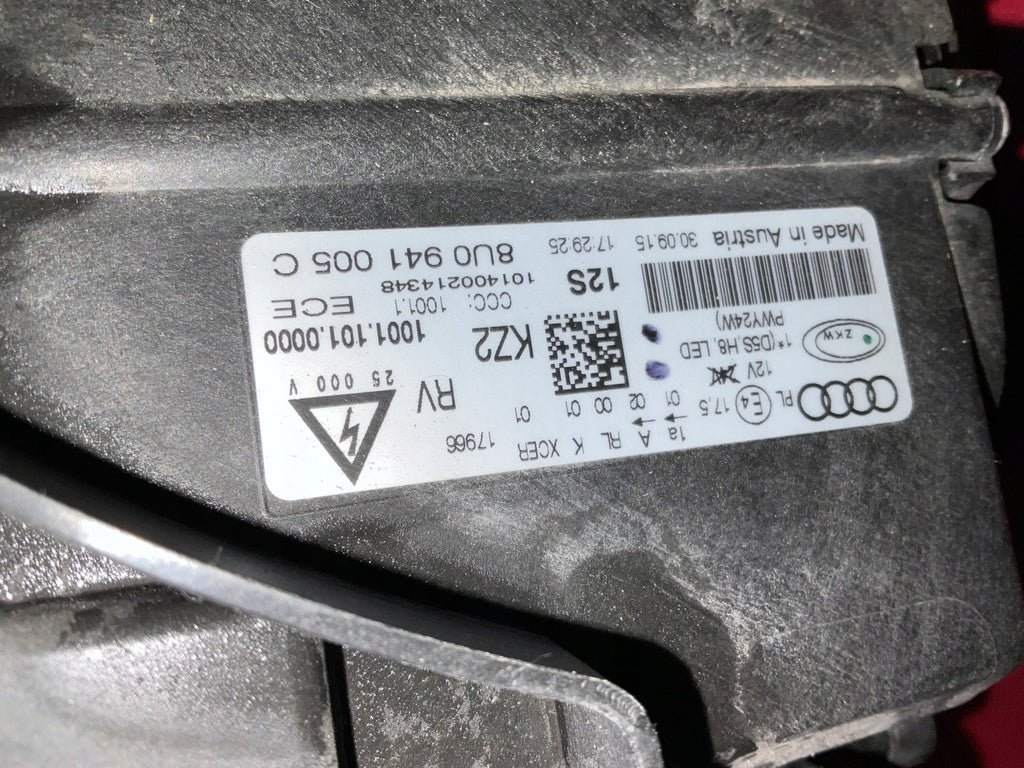 PL E4 17.5 1a A RL K XCER 17966
01 02 00 01 01
12V
1*(D5S,H8, LED
PWY24W)
ZKW
KZ2
RV
25 000 V
12S
CCC: 1001.1
101400214348
1001.101.0000
ECE
Made in Austria 30.09.15 17:29:25
8U0 941 005 C